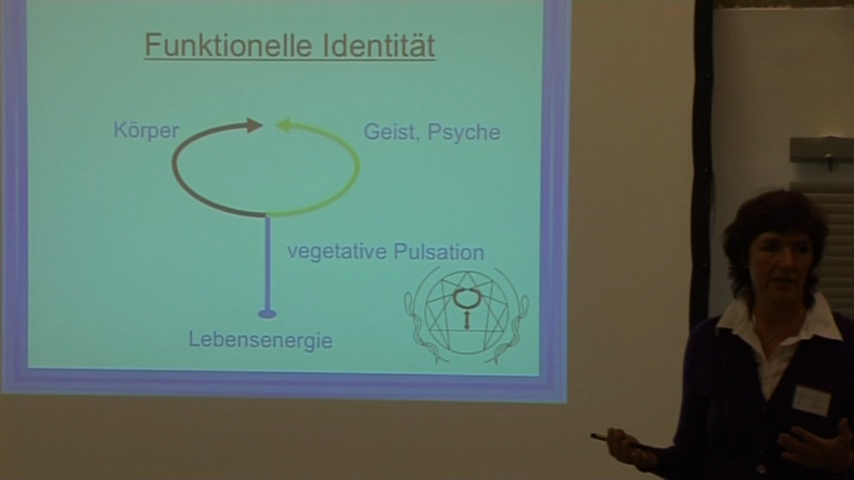 Funktionelle Identität
Körper
Geist, Psyche
vegetative Pulsation
Lebensenergie